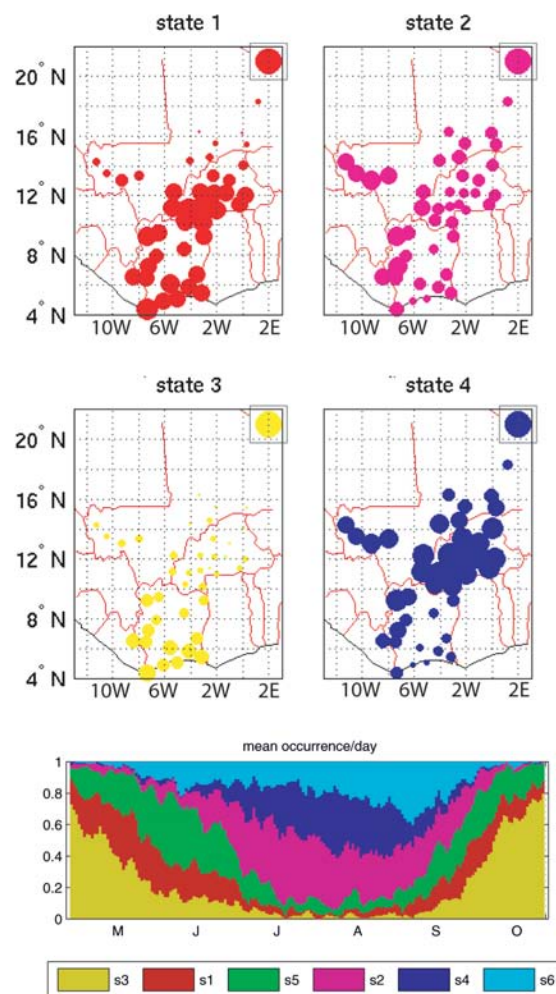 state 1
state 2
20° N
16° N
12° N
8° N
4° N
10W 6W 2W 2E
10W 6W 2W 2E
state 3
state 4
20° N
16° N
12° N
8° N
4° N
10W 6W 2W 2E
10W 6W 2W 2E
mean occurrence/day
1
0.8
0.6
0.4
0.2
0
M J J A S O
s3 s1 s5 s2 s4 s6